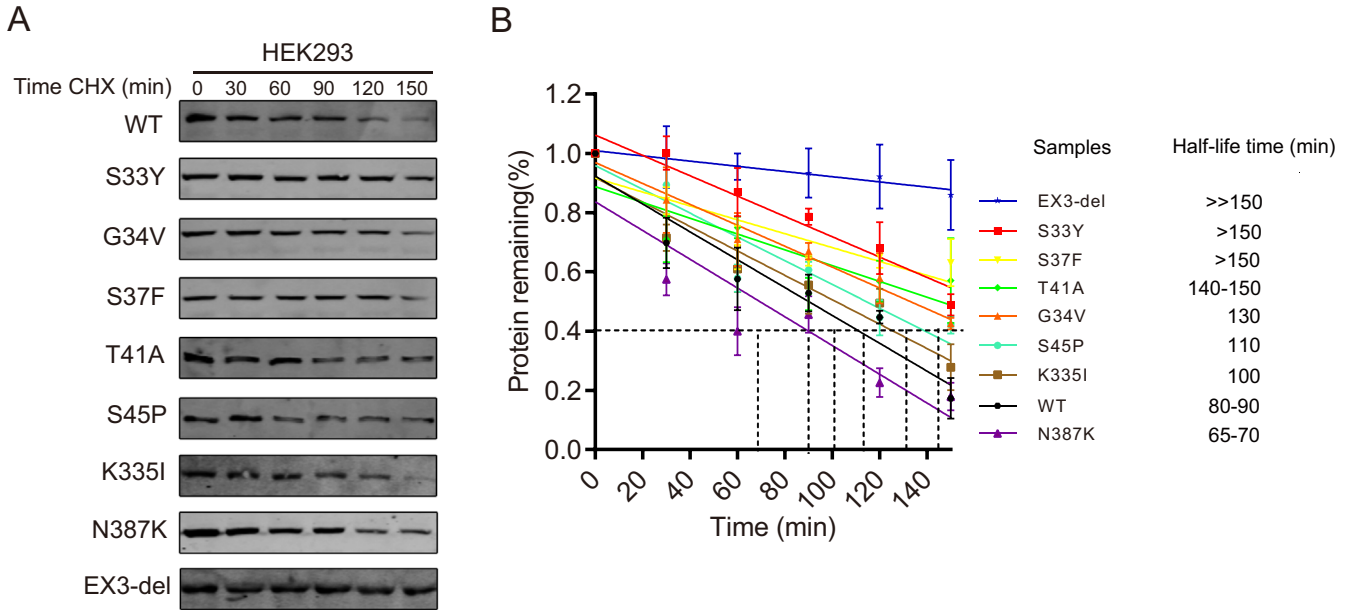 A
HEK293
Time CHX (min) 0 30 60 90 120 150
WT
S33Y
G34V
S37F
T41A
S45P
K335I
N387K
EX3-del
B
Protein remaining(%)
1.2
1.0
0.8
0.6
0.4
0.2
0.0
0 20 40 60 80 100 120 140
Time (min)
Samples Half-life time (min)
EX3-del >>150
S33Y >150
S37F >150
T41A 140-150
G34V 130
S45P 110
K335I 100
WT 80-90
N387K 65-70